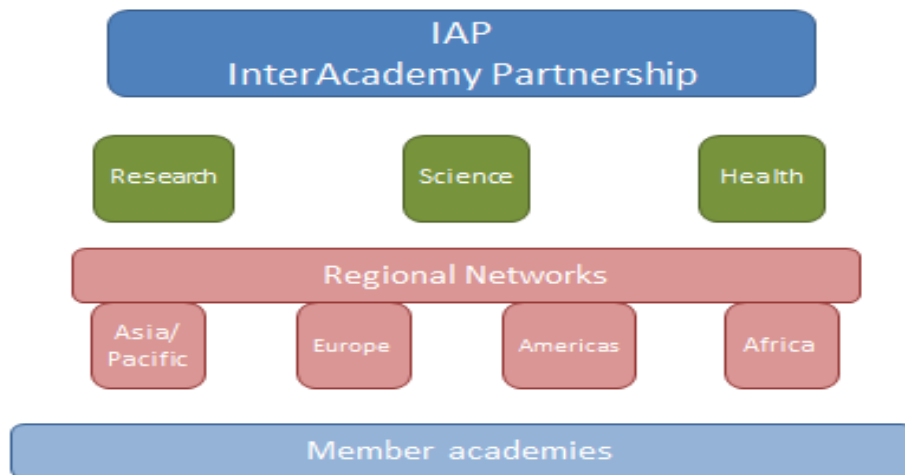 IAP
InterAcademy Partnership
Research
Science
Health
Regional Networks
Asia/
Pacific
Europe
Americas
Africa
Member academies